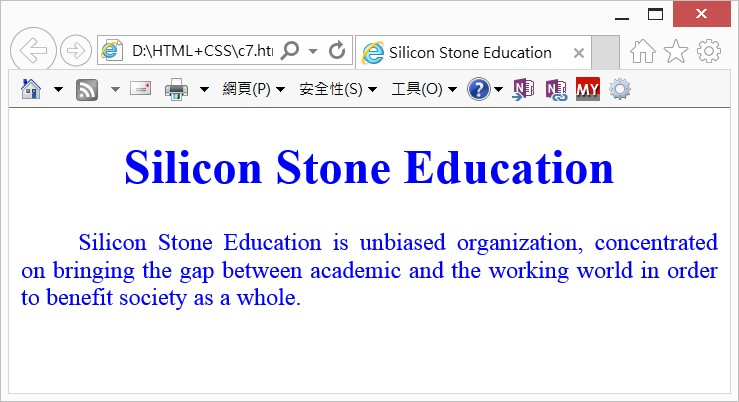 D:\HTML+CSS\c7.htm
Silicon Stone Education
網頁(P)
安全性(S)
工具(O)
MY
Silicon Stone Education
Silicon Stone Education is unbiased organization, concentrated
on bringing the gap between academic and the working world in order
to benefit society as a whole.